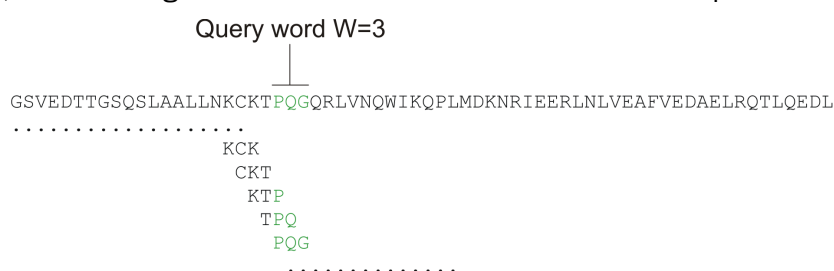 Query word W=3
GSVEDTTGSQSLAALLNKCKTPQGQRLVNQWIKQPLMDKNRIEERLNLVEAFVEDAELRQTLQEDL
...................
KCK
CKT
KTP
TPQ
PQG
..............